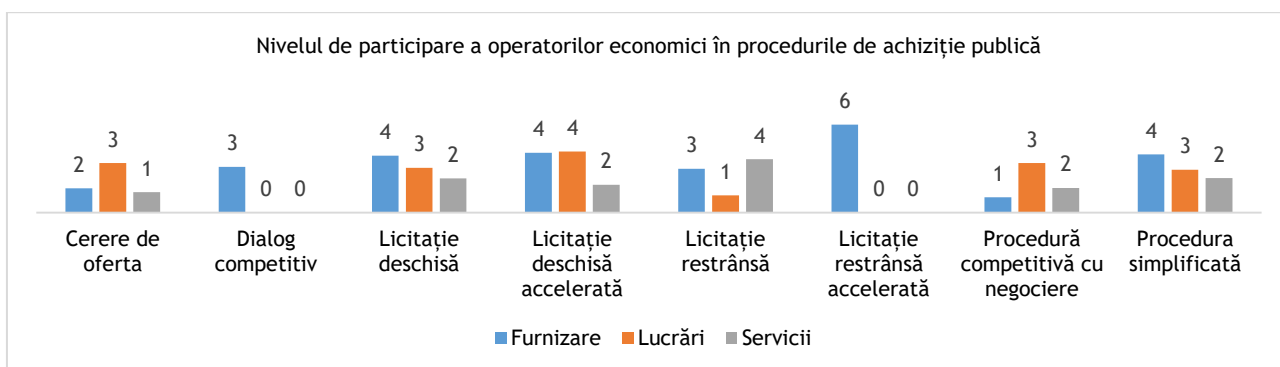 Nivelul de participare a operatorilor economici în procedurile de achiziție publică
2 3 1
3 0 0
4 3 2
4 4 2
3 1 4
6 0 0
1 3 2
4 3 2
Cerere de
oferta
Dialog
competitiv
Licitație
deschisă
Licitație
deschisă
accelerată
Licitație
restrânsă
Licitație
restrânsă
accelerată
Procedură
competitivă cu
negociere
Procedura
simplificată
Furnizare Lucrări Servicii